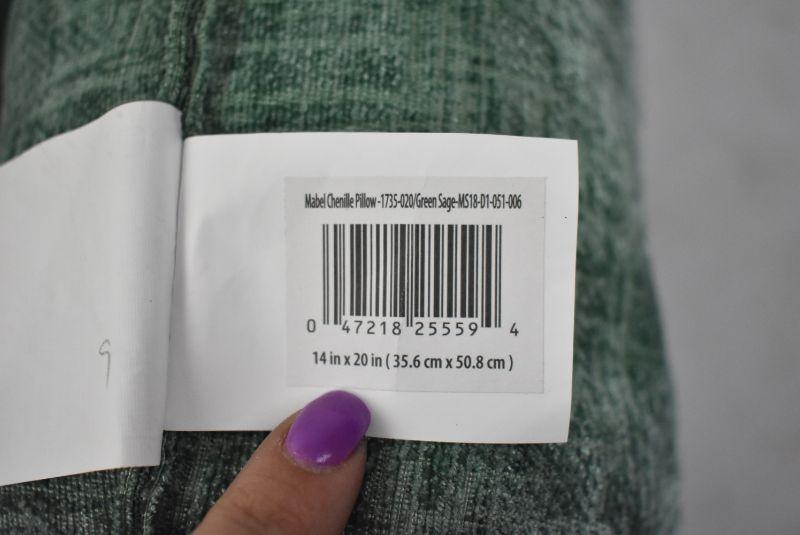 Mabel Chenille Pillow -1735-020/Green Sage-MS18-D1-051-006
0 47218 25559 4
14 in x 20 in ( 35.6 cm x 50.8 cm )
9